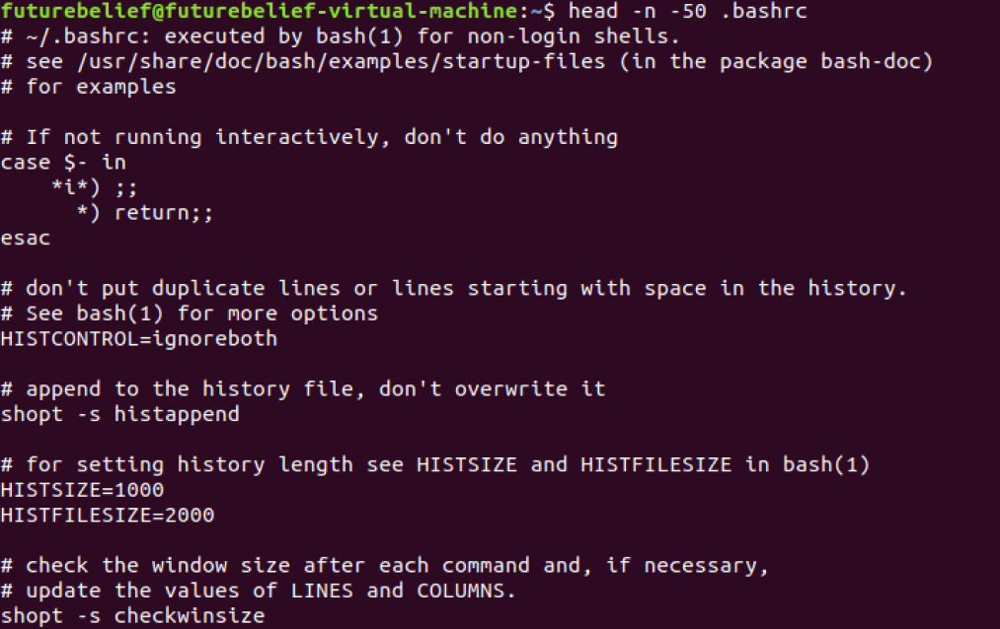 futurebelief@futurebelief-virtual-machine:~$ head -n -50 .bashrc
# ~/.bashrc: executed by bash(1) for non-login shells.
# see /usr/share/doc/bash/examples/startup-files (in the package bash-doc)
# for examples

# If not running interactively, don't do anything
case $- in
    *i*) ;;
      *) return;;
esac

# don't put duplicate lines or lines starting with space in the history.
# See bash(1) for more options
HISTCONTROL=ignoreboth

# append to the history file, don't overwrite it
shopt -s histappend

# for setting history length see HISTSIZE and HISTFILESIZE in bash(1)
HISTSIZE=1000
HISTFILESIZE=2000

# check the window size after each command and, if necessary,
# update the values of LINES and COLUMNS.
shopt -s checkwinsize